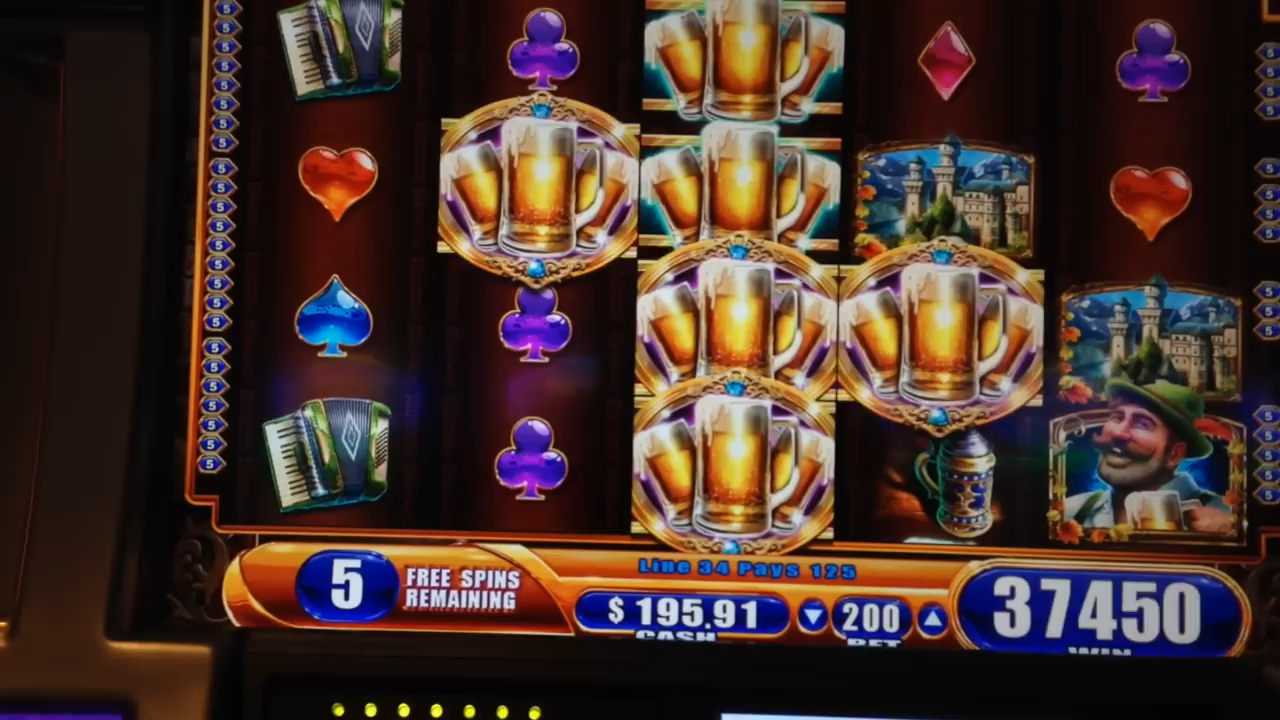 5
FREE SPINS
REMAINING
Line 34 Pays 125
$ 195.91
CASH
200
BET
37450
WIN